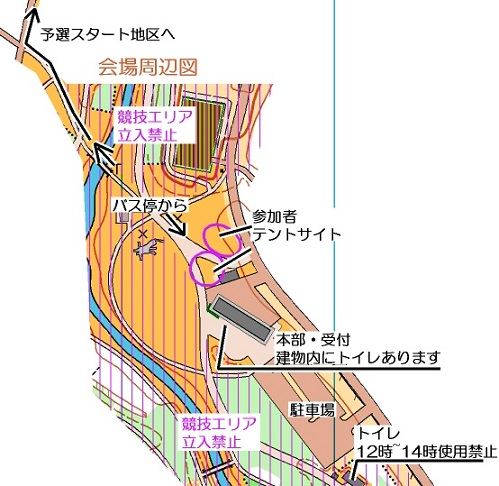 予選スタート地区へ
会場周辺図
競技エリア
立入禁止
バス停から
参加者
テントサイト
本部・受付
建物内にトイレあります
駐車場
競技エリア
立入禁止
トイレ
12時~14時使用禁止